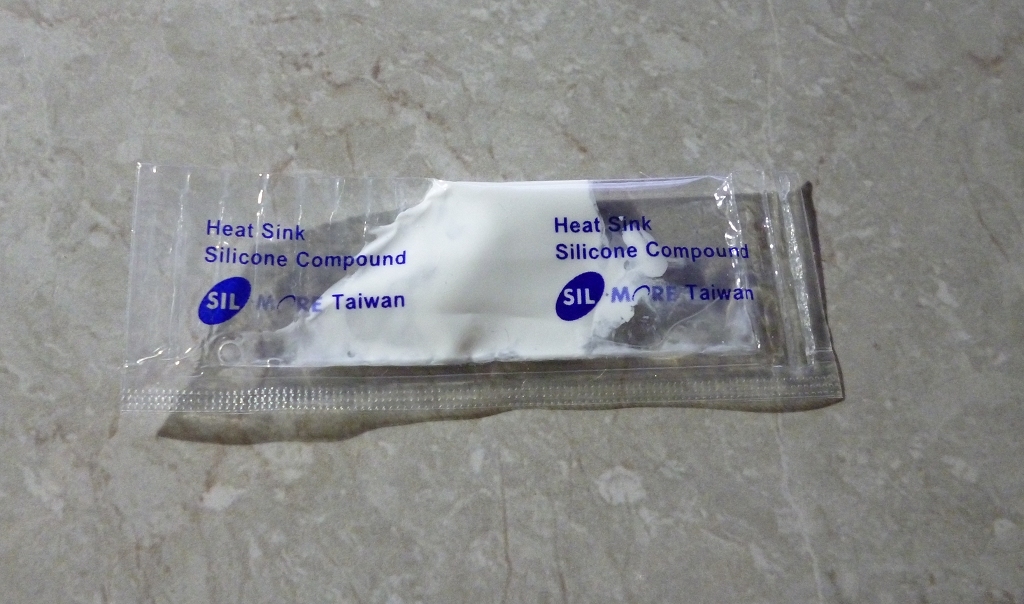 Heat Sink
Silicone Compound
SIL MORE Taiwan
Heat Sink
Silicone Compound
SIL MORE Taiwan